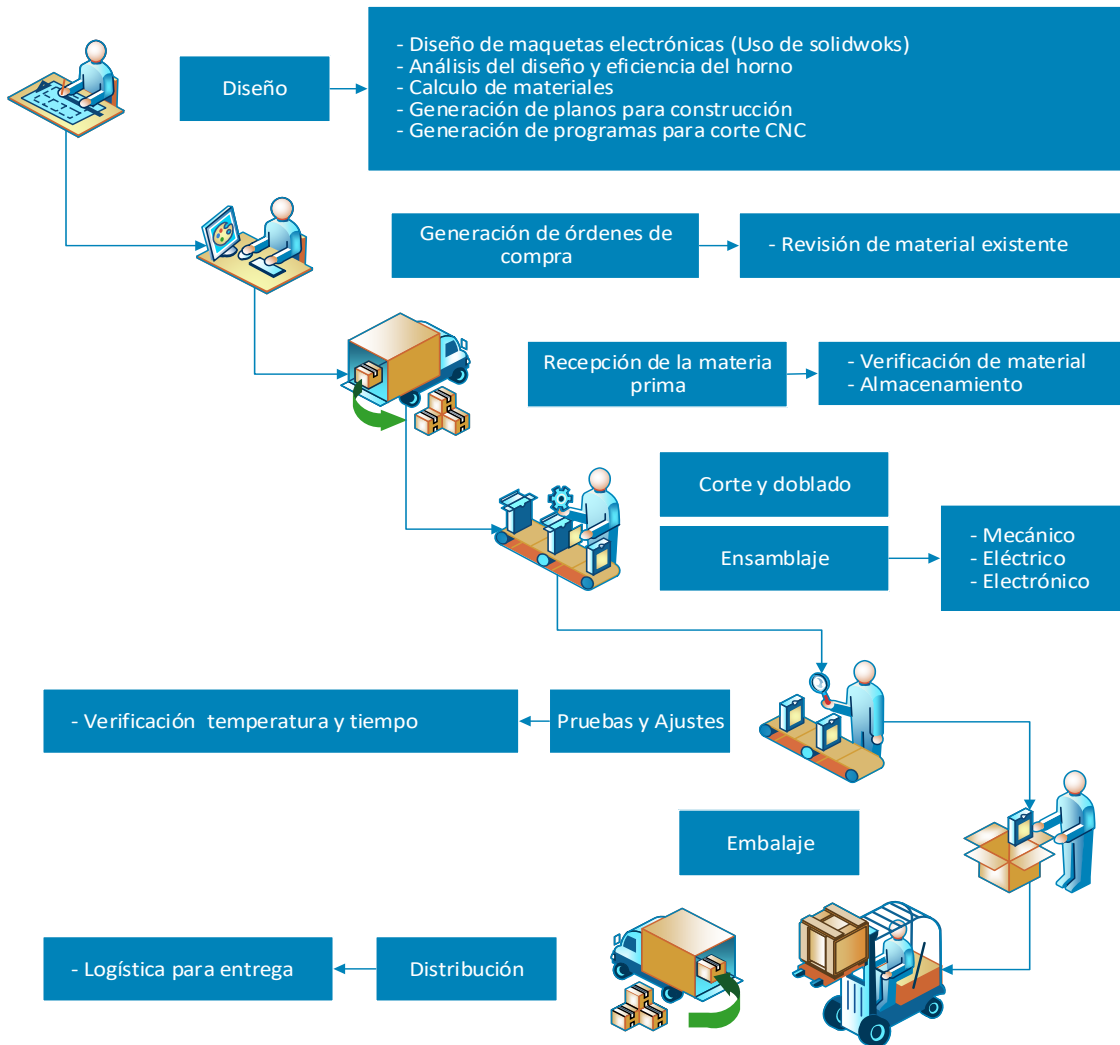 Diseño
- Diseño de maquetas electrónicas (Uso de solidwoks)
- Análisis del diseño y eficiencia del horno
- Calculo de materiales
- Generación de planos para construcción
- Generación de programas para corte CNC
Generación de órdenes de
compra
- Revisión de material existente
Recepción de la materia
prima
- Verificación de material
- Almacenamiento
Corte y doblado
Ensamblaje
- Mecánico
- Eléctrico
- Electrónico
- Verificación temperatura y tiempo
Pruebas y Ajustes
Embalaje
- Logística para entrega
Distribución